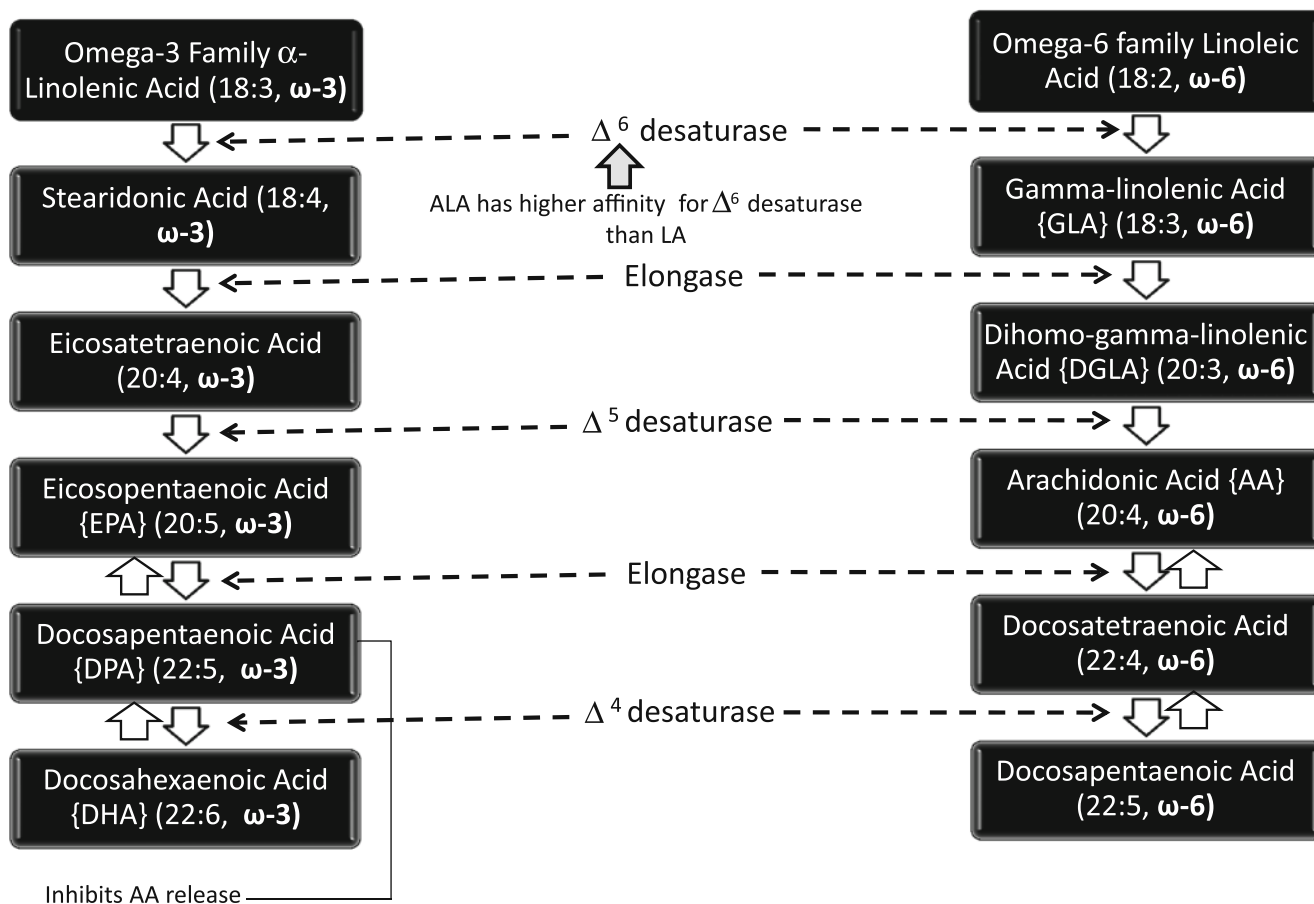 Omega-3 Family α-
Linolenic Acid (18:3, ω-3)
Omega-6 family Linoleic
Acid (18:2, ω-6)
Δ 6 desaturase
ALA has higher affinity for Δ6 desaturase
than LA
Stearidonic Acid (18:4,
ω-3)
Gamma-linolenic Acid
{GLA} (18:3, ω-6)
Elongase
Eicosatetraenoic Acid
(20:4, ω-3)
Dihomo-gamma-linolenic
Acid {DGLA} (20:3, ω-6)
Δ 5 desaturase
Eicosopentaenoic Acid
{EPA} (20:5, ω-3)
Arachidonic Acid {AA}
(20:4, ω-6)
Elongase
Docosapentaenoic Acid
{DPA} (22:5, ω-3)
Docosatetraenoic Acid
(22:4, ω-6)
Δ 4 desaturase
Docosahexaenoic Acid
{DHA} (22:6, ω-3)
Docosapentaenoic Acid
(22:5, ω-6)
Inhibits AA release